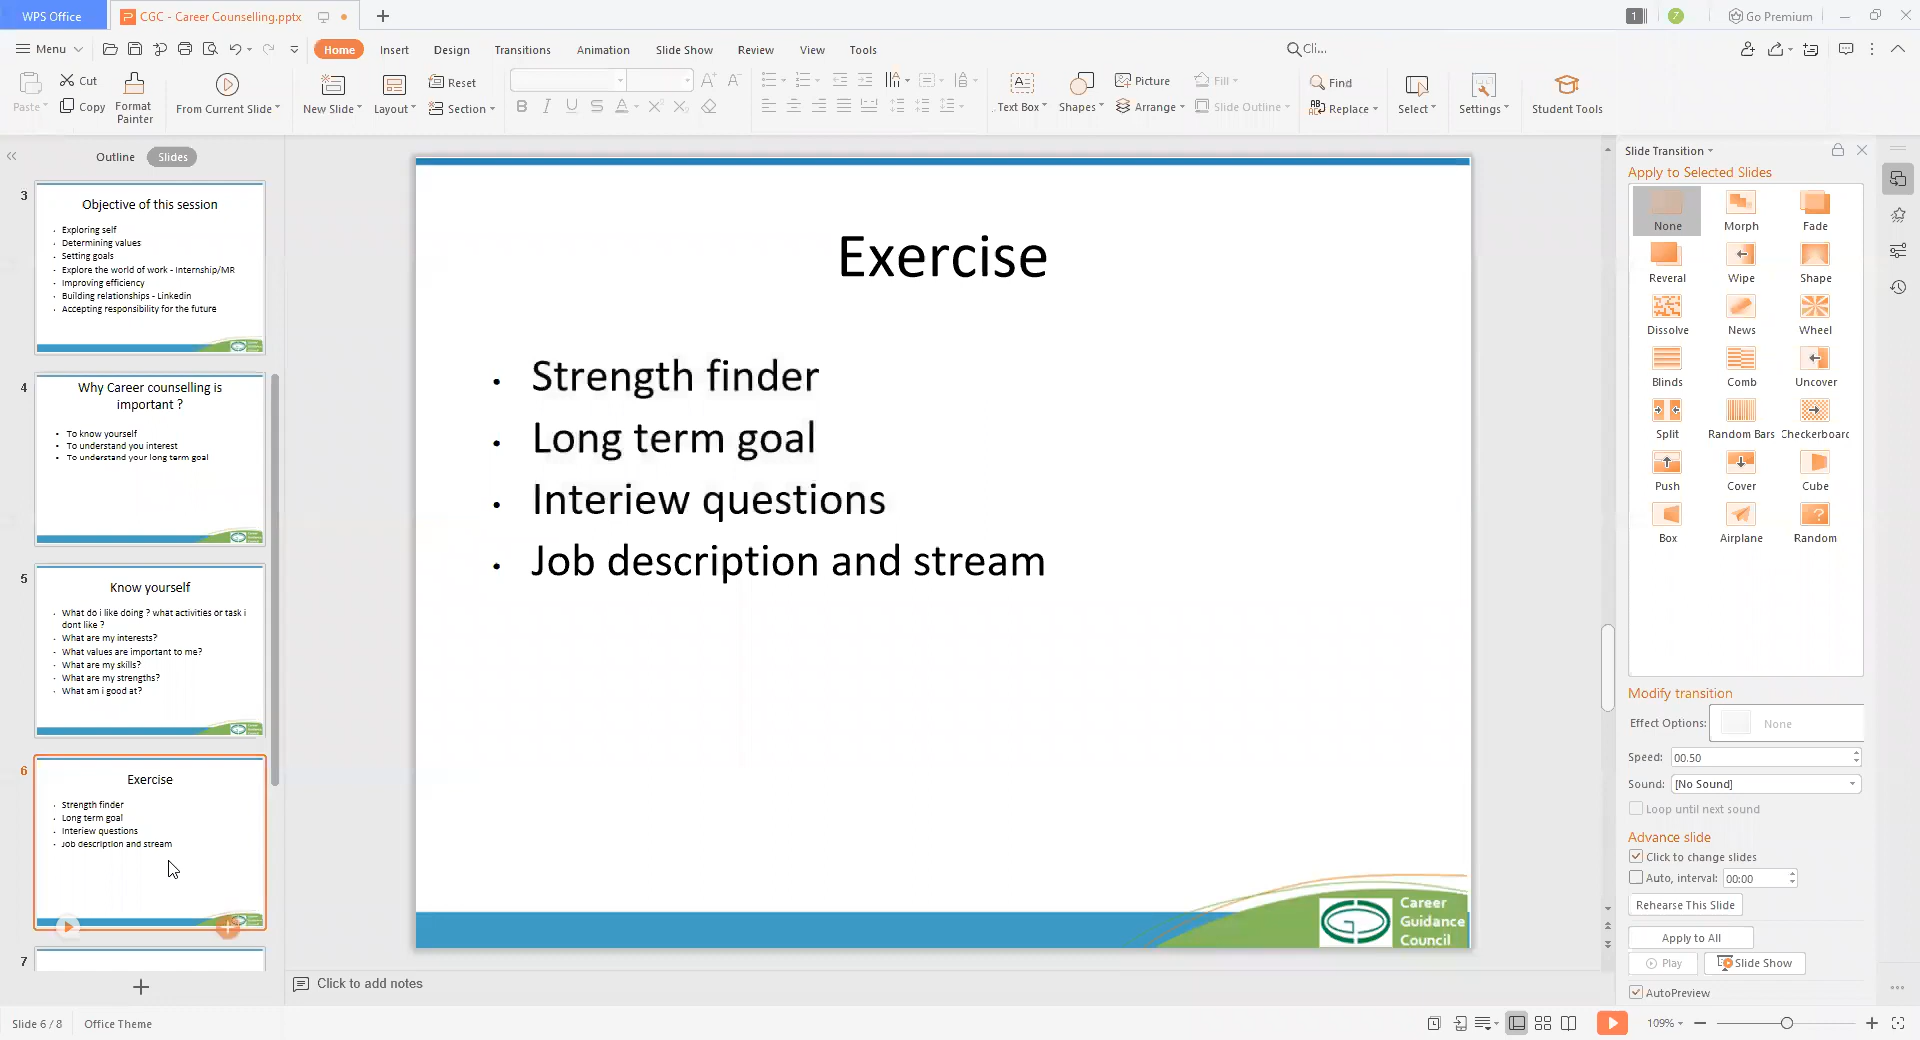 WPS Office
CGC - Career Counselling.pptx
1
7
Go Premium
Menu
Home
Insert
Design
Transitions
Animation
Slide Show
Review
View
Tools
Cli...
Paste
Cut
Copy
Format
Painter
From Current Slide
New Slide
Layout
Reset
Section
B I U S A X² X₂
Text Box
Shapes
Picture
Arrange
Fill
Slide Outline
Find
Replace
Select
Settings
Student Tools
Outline
Slides
3
Objective of this session
Exploring self
Determining values
Setting goals
Explore the world of work - Internship/MR
Improving efficiency
Building relationships - Linkedin
Accepting responsibility for the future
4
Why Career counselling is
important ?
To know yourself
To understand you interest
To understand your long term goal
5
Know yourself
What do i like doing ? what activities or task i
dont like ?
What are my interests?
What values are important to me?
What are my skills?
What are my strengths?
What am i good at?
6
Exercise
Strength finder
Long term goal
Interiew questions
Job description and stream
7
Exercise
Strength finder
Long term goal
Interiew questions
Job description and stream
Career
Guidance
Council
Click to add notes
Slide Transition
Apply to Selected Slides
None
Morph
Fade
Reveral
Wipe
Shape
Dissolve
News
Wheel
Blinds
Comb
Uncover
Split
Random Bars
Checkerboard
Push
Cover
Cube
Box
Airplane
Random
Modify transition
Effect Options: None
Speed: 00.50
Sound: [No Sound]
Loop until next sound
Advance slide
Click to change slides
Auto, interval: 00:00
Rehearse This Slide
Apply to All
Play
Slide Show
AutoPreview
Slide 6 / 8
Office Theme
109%